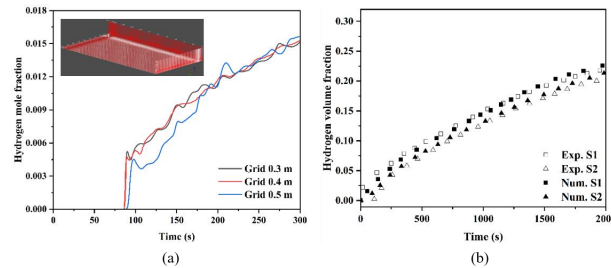 (a)
Hydrogen mole fraction
0.015
0.012
0.009
0.006
0.003
0.000
0
50
100
150
200
250
300
Time (s)
Grid 0.3 m
Grid 0.4 m
Grid 0.5 m
(a)
(b)
Hydrogen volume fraction
0.30
0.25
0.20
0.15
0.10
0.05
0.00
0
500
1000
1500
2000
Time (s)
Exp. S1
Exp. S2
Num. S1
Num. S2
(b)